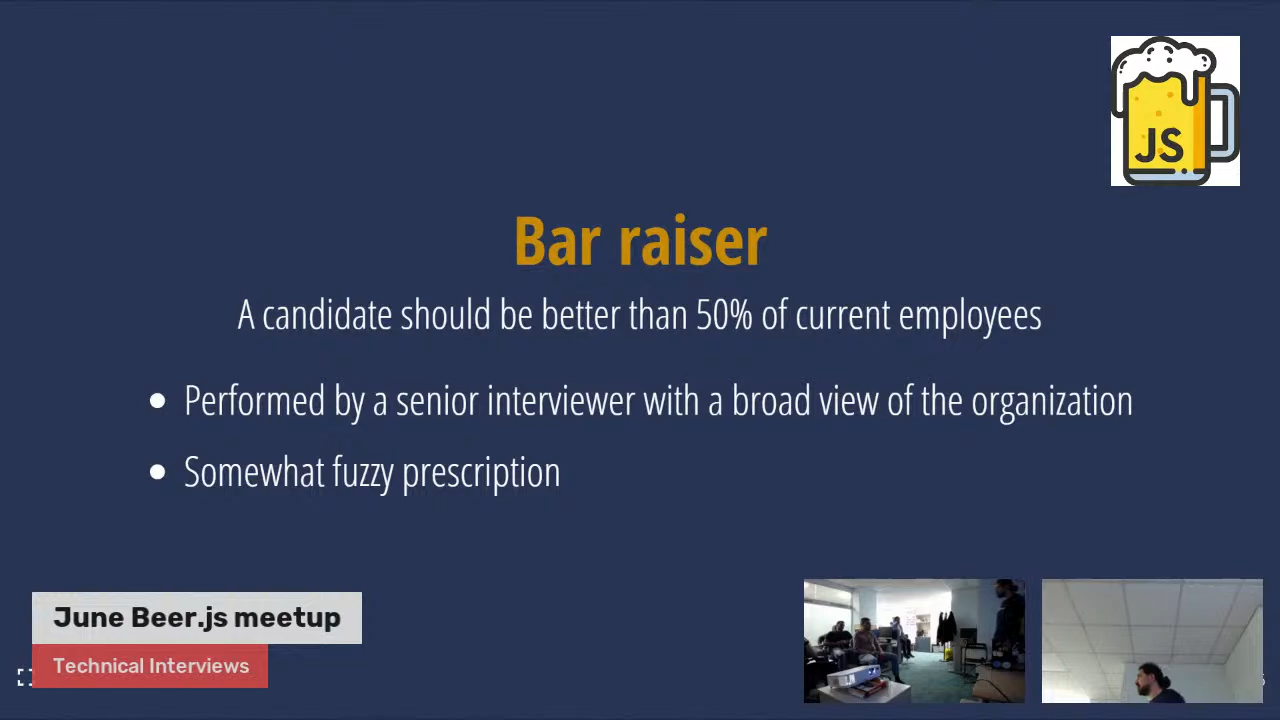 JS
Bar raiser
A candidate should be better than 50% of current employees
Performed by a senior interviewer with a broad view of the organization
Somewhat fuzzy prescription
June Beer.js meetup
Technical Interviews